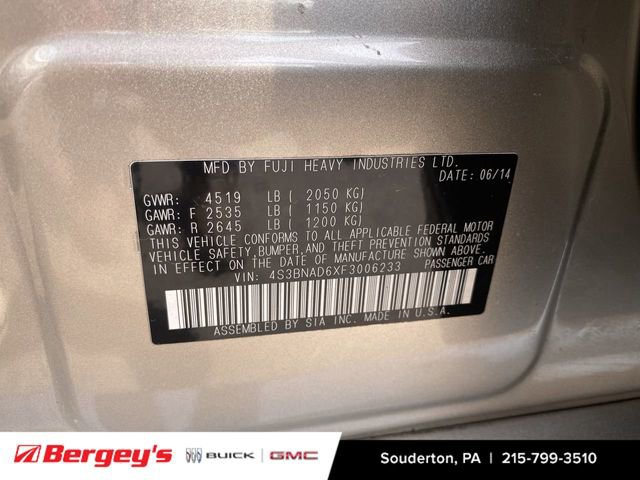 MFD BY FUJI HEAVY INDUSTRIES LTD.
DATE: 06/14
GVWR: 4519 LB ( 2050 KG)
GAWR: F 2535 LB ( 1150 KG)
GAWR: R 2645 LB ( 1200 KG)
THIS VEHICLE CONFORMS TO ALL APPLICABLE FEDERAL MOTOR
VEHICLE SAFETY, BUMPER, AND THEFT PREVENTION STANDARDS
IN EFFECT ON THE DATE OF MANUFACTURE SHOWN ABOVE.
VIN: 4S3BNAD6XF3006233 PASSENGER CAR
ASSEMBLED BY SIA INC. MADE IN U.S.A.
Bergey's BUICK GMC Souderton, PA | 215-799-3510